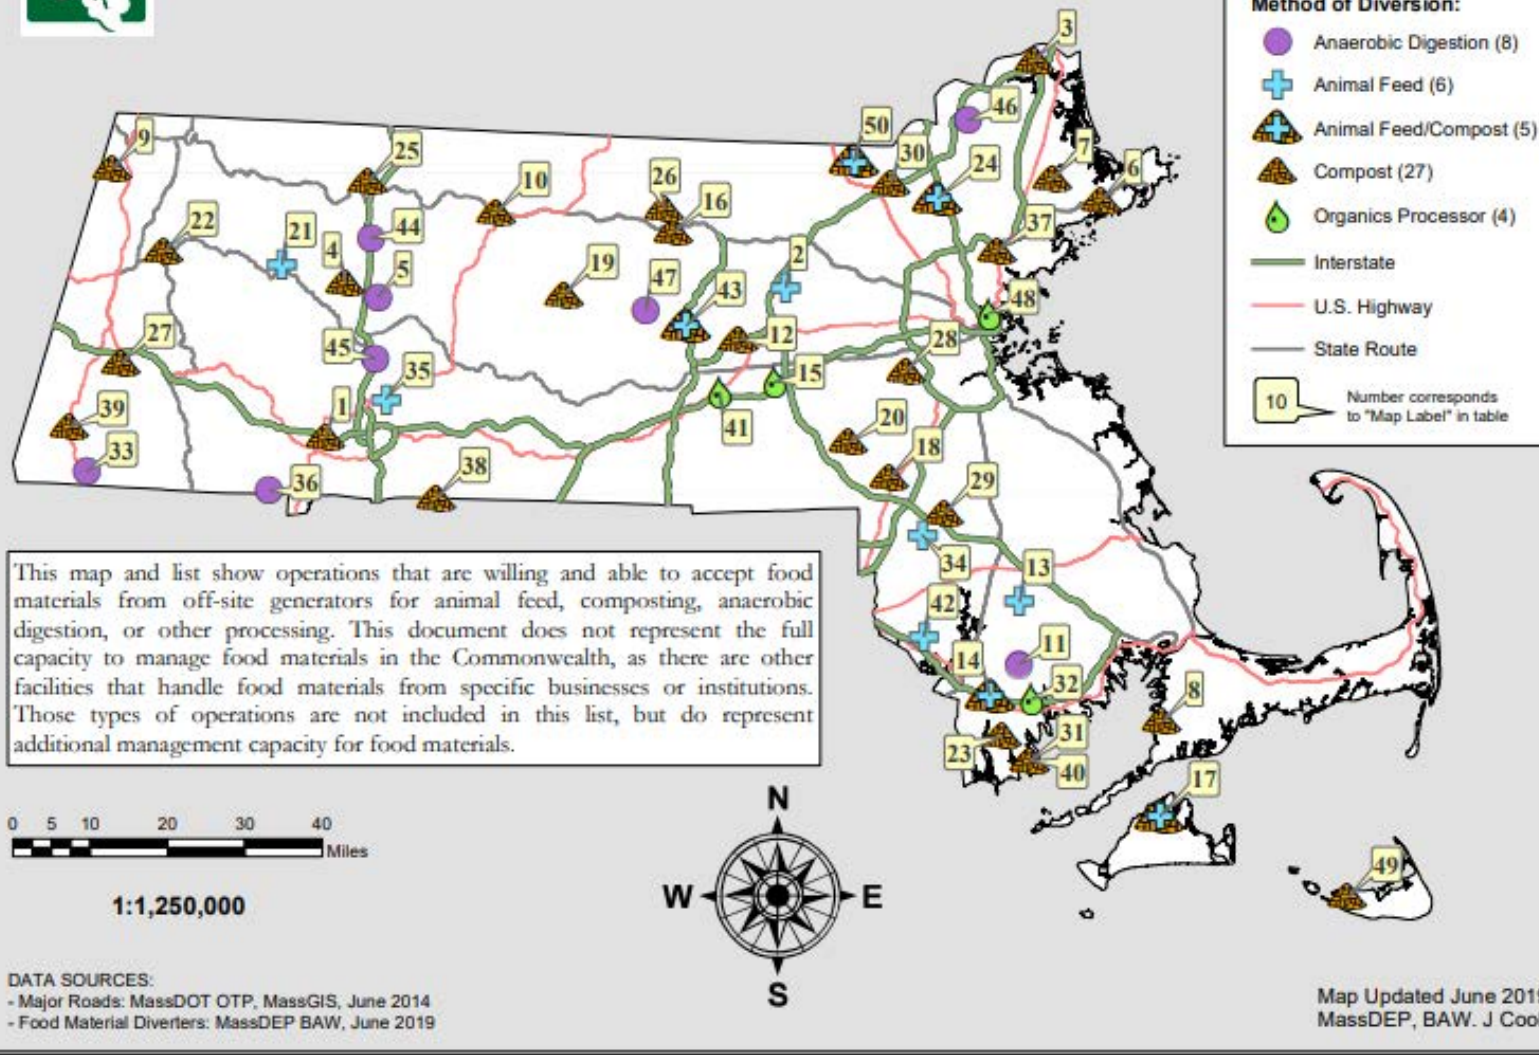 Method of Diversion:
Anaerobic Digestion (8)
Animal Feed (6)
Animal Feed/Compost (5)
Compost (27)
Organics Processor (4)
Interstate
U.S. Highway
State Route
10
Number corresponds
to "Map Label" in table
3
46
50
9
30
7
25
24
6
10
26
16
22
21
44
37
4
2
5
19
47
43
48
27
12
28
45
35
15
1
39
41
20
33
18
38
36
29
34
13
42
11
14
32
8
31
23
40
17
49
This map and list show operations that are willing and able to accept food
materials from off-site generators for animal feed, composting, anaerobic
digestion, or other processing. This document does not represent the full
capacity to manage food materials in the Commonwealth, as there are other
facilities that handle food materials from specific businesses or institutions.
Those types of operations are not included in this list, but do represent
additional management capacity for food materials.
0 5 10 20 30 40
Miles
1:1,250,000
N
W E
S
DATA SOURCES:
- Major Roads: MassDOT OTP, MassGIS, June 2014
- Food Material Diverters: MassDEP BAW, June 2019
Map Updated June 2019
MassDEP, BAW. J Coo